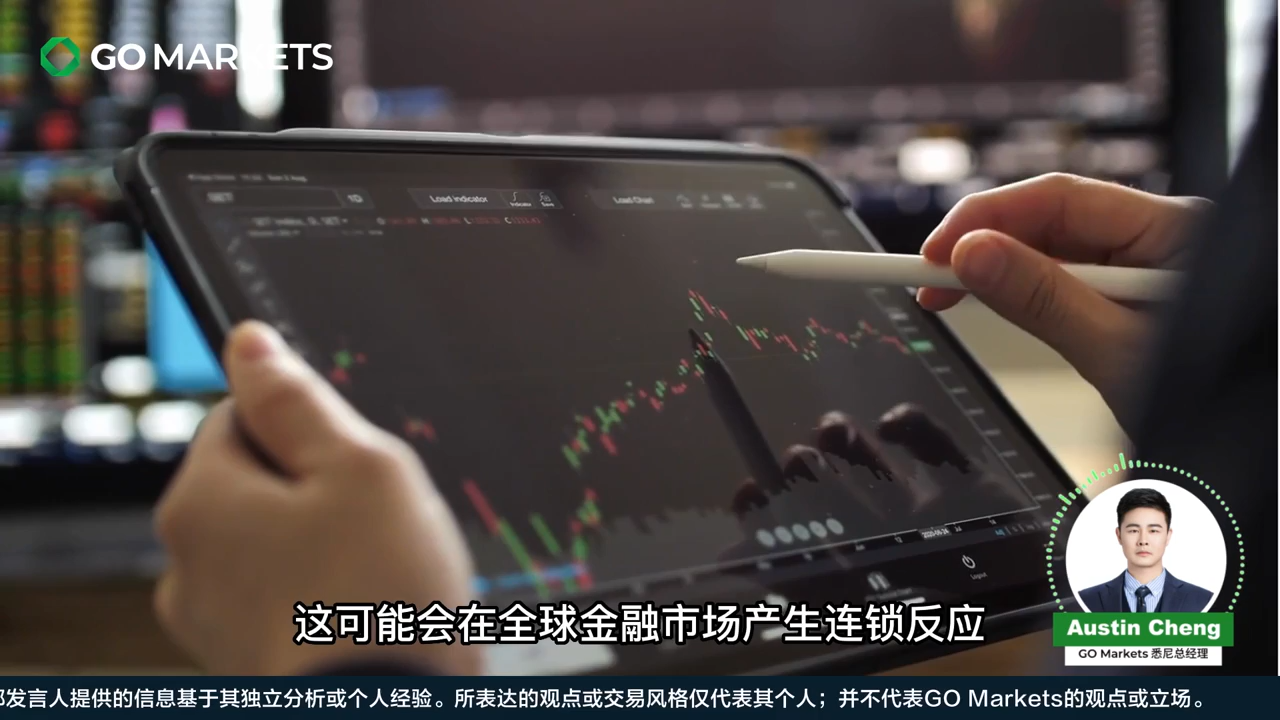 GO MARKETS
Load indicator
Load Chart
这可能会在全球金融市场产生连锁反应
Austin Cheng
GO Markets 悉尼总经理
发言人提供的信息基于其独立分析或个人经验。所表达的观点或交易风格仅代表其个人；并不代表GO Markets的观点或立场。